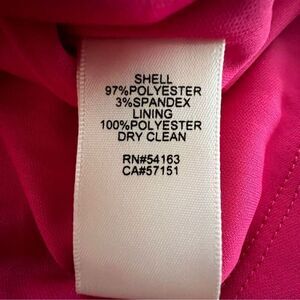 SHELL
97%POLYESTER
3%SPANDEX
LINING
100%POLYESTER
DRY CLEAN
RN#54163
CA#57151